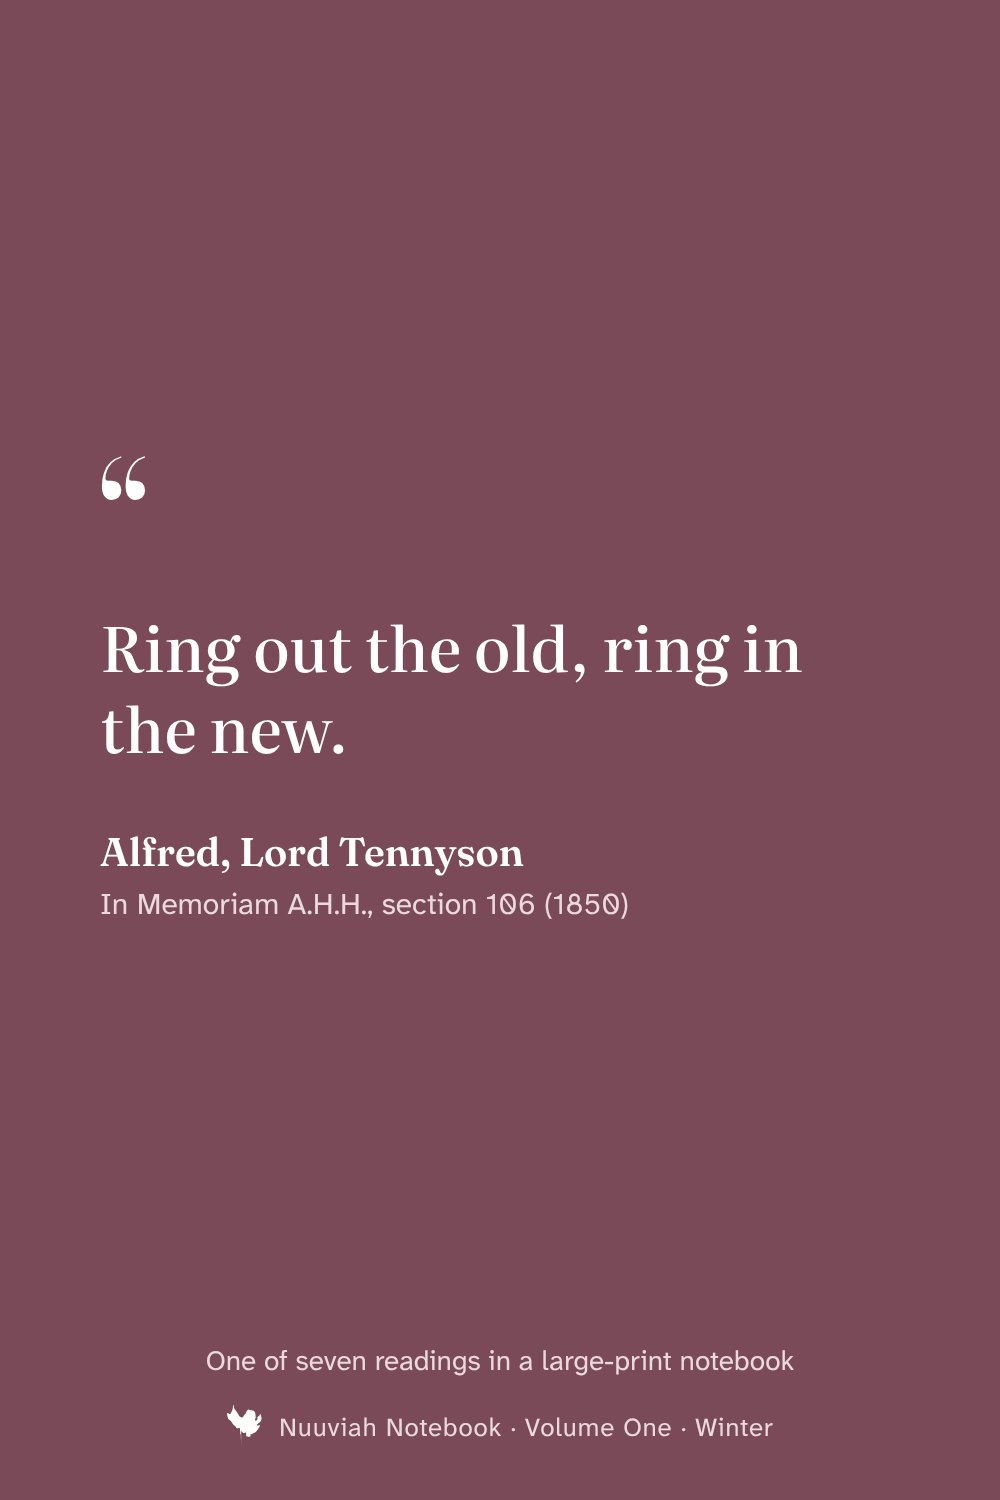 “
Ring out the old, ring in
the new.
Alfred, Lord Tennyson
In Memoriam A.H.H., section 106 (1850)
One of seven readings in a large-print notebook
Nuuviah Notebook · Volume One · Winter